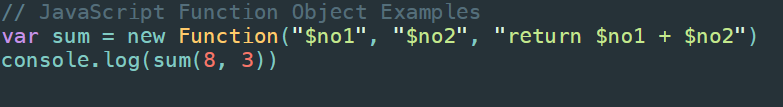 // JavaScript Function Object Examples
var sum = new Function("$no1", "$no2", "return $no1 + $no2")
console.log(sum(8, 3))